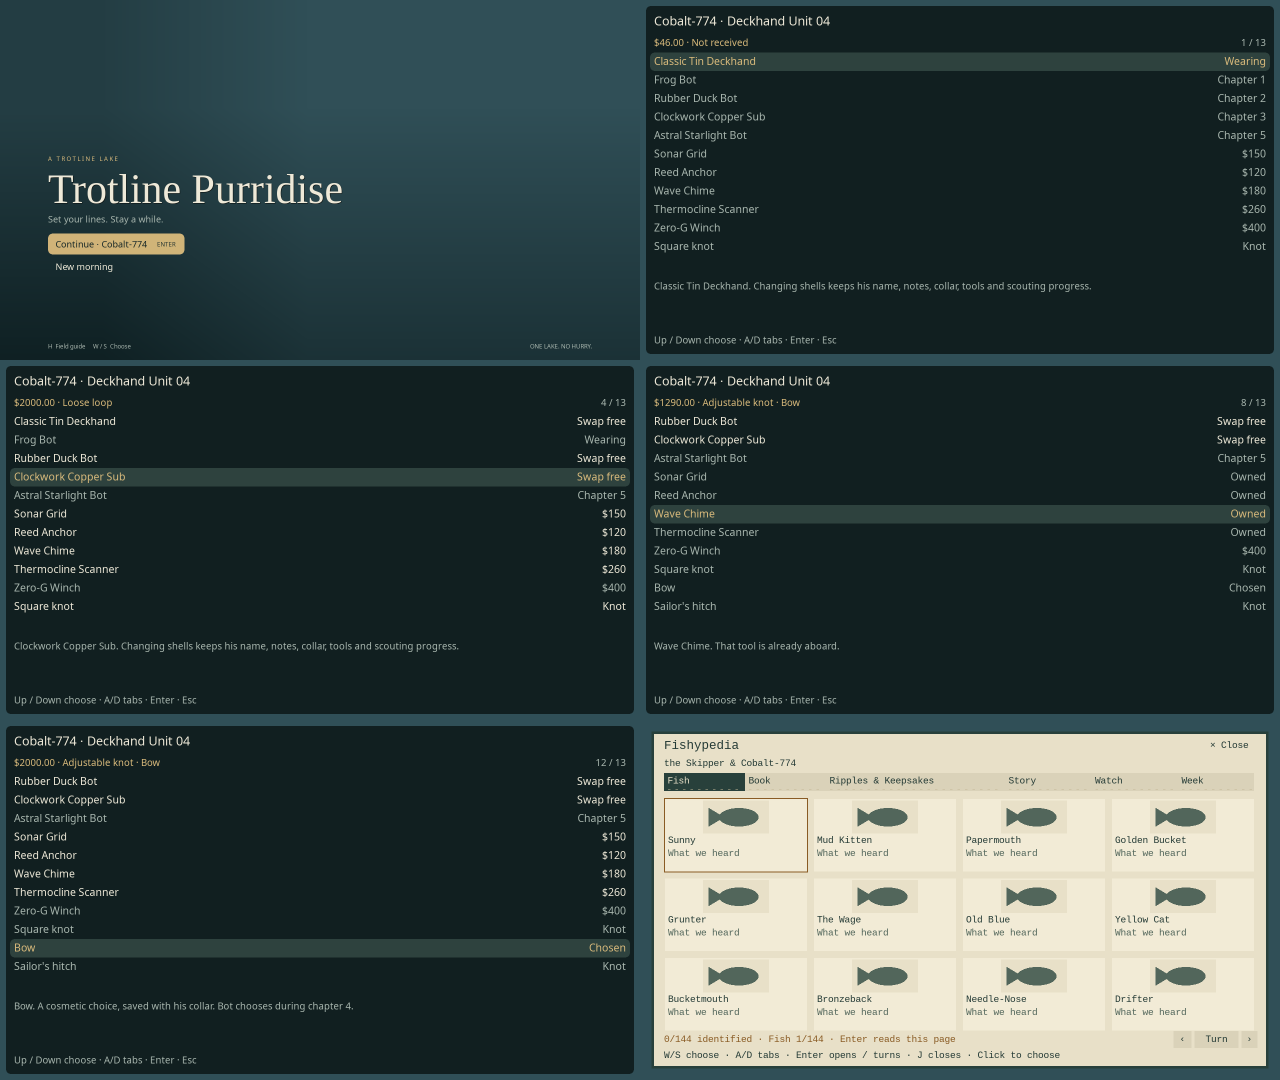 A TROTLINE LAKE
Trotline Purridise
Set your lines. Stay a while.
Continue · Cobalt-774 ENTER
New morning
H Field guide W / S Choose
ONE LAKE. NO HURRY.
Cobalt-774 · Deckhand Unit 04
$46.00 · Not received 1 / 13
Classic Tin Deckhand Wearing
Frog Bot Chapter 1
Rubber Duck Bot Chapter 2
Clockwork Copper Sub Chapter 3
Astral Starlight Bot Chapter 5
Sonar Grid $150
Reed Anchor $120
Wave Chime $180
Thermocline Scanner $260
Zero-G Winch $400
Square knot Knot
Classic Tin Deckhand. Changing shells keeps his name, notes, collar, tools and scouting progress.
Up / Down choose · A/D tabs · Enter · Esc
Cobalt-774 · Deckhand Unit 04
$2000.00 · Loose loop 4 / 13
Classic Tin Deckhand Swap free
Frog Bot Wearing
Rubber Duck Bot Swap free
Clockwork Copper Sub Swap free
Astral Starlight Bot Chapter 5
Sonar Grid $150
Reed Anchor $120
Wave Chime $180
Thermocline Scanner $260
Zero-G Winch $400
Square knot Knot
Clockwork Copper Sub. Changing shells keeps his name, notes, collar, tools and scouting progress.
Up / Down choose · A/D tabs · Enter · Esc
Cobalt-774 · Deckhand Unit 04
$1290.00 · Adjustable knot · Bow 8 / 13
Rubber Duck Bot Swap free
Clockwork Copper Sub Swap free
Astral Starlight Bot Chapter 5
Sonar Grid Owned
Reed Anchor Owned
Wave Chime Owned
Thermocline Scanner Owned
Zero-G Winch $400
Square knot Knot
Bow Chosen
Sailor's hitch Knot
Wave Chime. That tool is already aboard.
Up / Down choose · A/D tabs · Enter · Esc
Cobalt-774 · Deckhand Unit 04
$2000.00 · Adjustable knot · Bow 12 / 13
Rubber Duck Bot Swap free
Clockwork Copper Sub Swap free
Astral Starlight Bot Chapter 5
Sonar Grid $150
Reed Anchor $120
Wave Chime $180
Thermocline Scanner $260
Zero-G Winch $400
Square knot Knot
Bow Chosen
Sailor's hitch Knot
Bow. A cosmetic choice, saved with his collar. Bot chooses during chapter 4.
Up / Down choose · A/D tabs · Enter · Esc
Fishypedia × Close
the Skipper & Cobalt-774
Fish Book Ripples & Keepsakes Story Watch Week
Sunny Mud Kitten Papermouth Golden Bucket
What we heard What we heard What we heard What we heard
Grunter The Wage Old Blue Yellow Cat
What we heard What we heard What we heard What we heard
Bucketmouth Bronzeback Needle-Nose Drifter
What we heard What we heard What we heard What we heard
0/144 identified · Fish 1/144 · Enter reads this page ‹ Turn ›
W/S choose · A/D tabs · Enter opens / turns · J closes · Click to choose